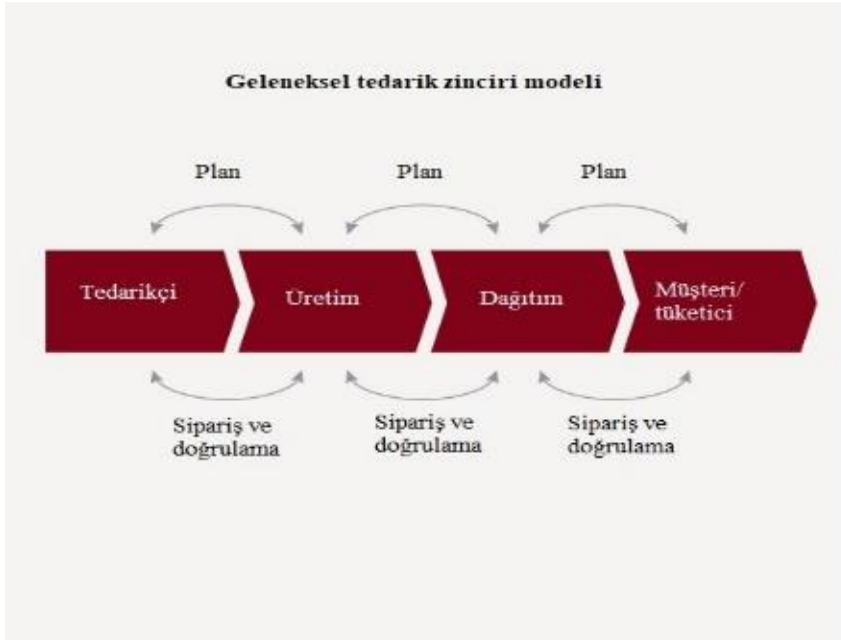 Geleneksel tedarik zinciri modeli
Plan
Plan
Plan
Tedarikçi
Üretim
Dağıtım
Müşteri/
tüketici
Sipariş ve
doğrulama
Sipariş ve
doğrulama
Sipariş ve
doğrulama